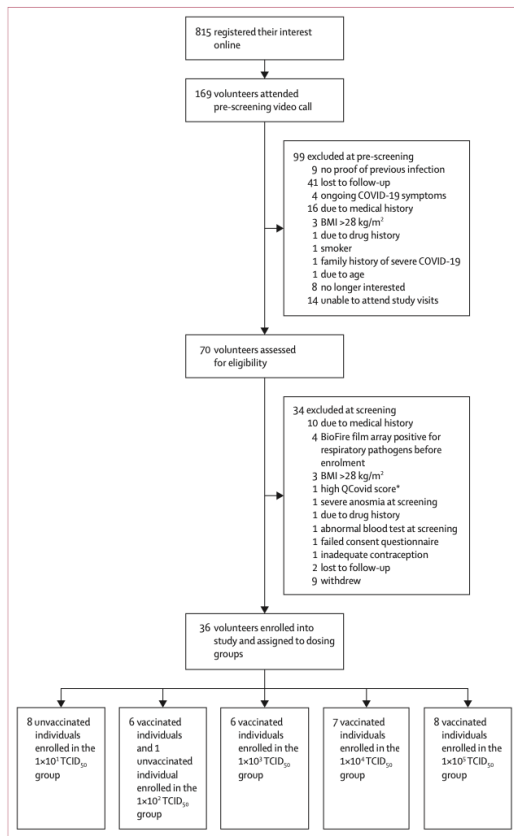 815 registered their interest
online
169 volunteers attended
pre-screening video call
99 excluded at pre-screening
9 no proof of previous infection
41 lost to follow-up
4 ongoing COVID-19 symptoms
16 due to medical history
3 BMI >28 kg/m²
1 due to drug history
1 smoker
1 family history of severe COVID-19
1 due to age
8 no longer interested
14 unable to attend study visits
70 volunteers assessed
for eligibility
34 excluded at screening
10 due to medical history
4 BioFire film array positive for
respiratory pathogens before
enrolment
3 BMI >28 kg/m²
1 high QCovid score*
1 severe anosmia at screening
1 due to drug history
1 abnormal blood test at screening
1 failed consent questionnaire
1 inadequate contraception
2 lost to follow-up
9 withdrew
36 volunteers enrolled into
study and assigned to dosing
groups
8 unvaccinated
individuals
enrolled in the
1×10¹ TCID₅₀
group
6 vaccinated
individuals
and 1
unvaccinated
individual
enrolled in the
1×10² TCID₅₀
group
6 vaccinated
individuals
enrolled in the
1×10³ TCID₅₀
group
7 vaccinated
individuals
enrolled in the
1×10⁴ TCID₅₀
group
8 vaccinated
individuals
enrolled in the
1×10⁵ TCID₅₀
group